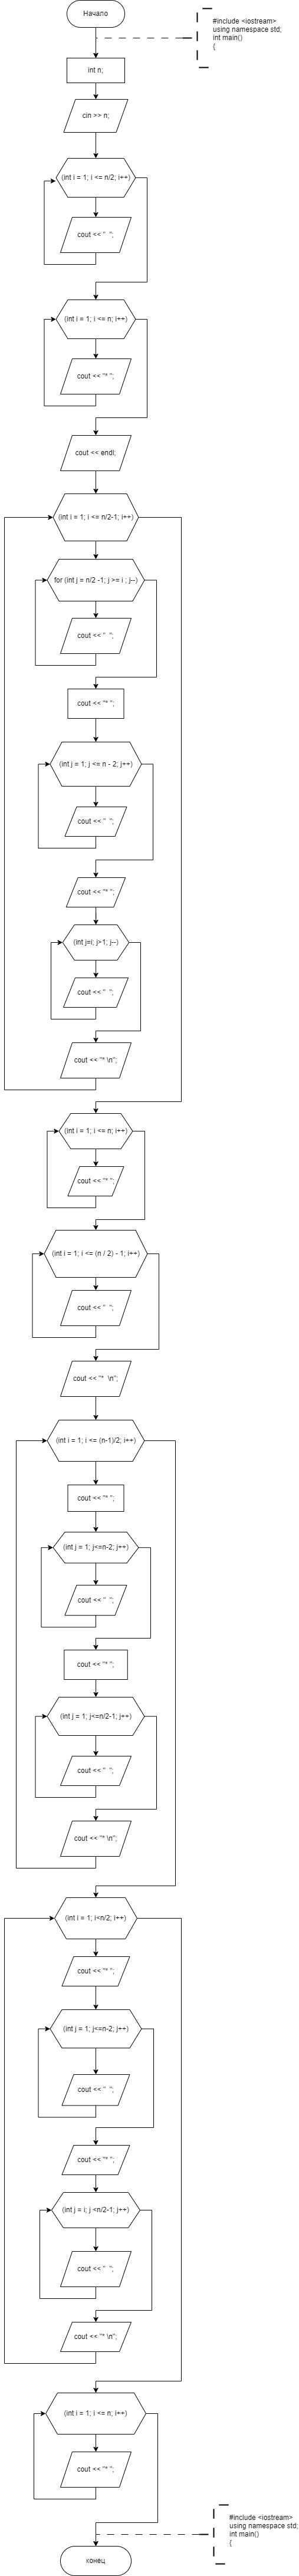 Начало
#include <iostream>
using namespace std;
int main()
{
int n;
cin >> n;
(int i = 1; i <= n/2; i++)
cout << "  ";
(int i = 1; i <= n; i++)
cout << "* ";
cout << endl;
(int i = 1; i <= n/2-1; i++)
for (int j = n/2 -1; j >= i ; j--)
cout << "  ";
cout << "* ";
(int j = 1; j <= n - 2; j++)
cout << "  ";
cout << "* ";
(int j=i; j>1; j--)
cout << "  ";
cout << "* \n";
(int i = 1; i <= n; i++)
cout << "* ";
(int i = 1; i <= (n / 2) - 1; i++)
cout << "  ";
cout << "*  \n";
(int i = 1; i <= (n-1)/2; i++)
cout << "* ";
(int j = 1; j<=n-2; j++)
cout << "  ";
cout << "* ";
(int j = 1; j<=n/2-1; j++)
cout << "  ";
cout << "* \n";
(int i = 1; i<n/2; i++)
cout << "* ";
(int j = 1; j<=n-2; j++)
cout << "  ";
cout << "* ";
(int j = i; j <n/2-1; j++)
cout << "  ";
cout << "* \n";
(int i = 1; i <= n; i++)
cout << "* ";
#include <iostream>
using namespace std;
int main()
{
конец